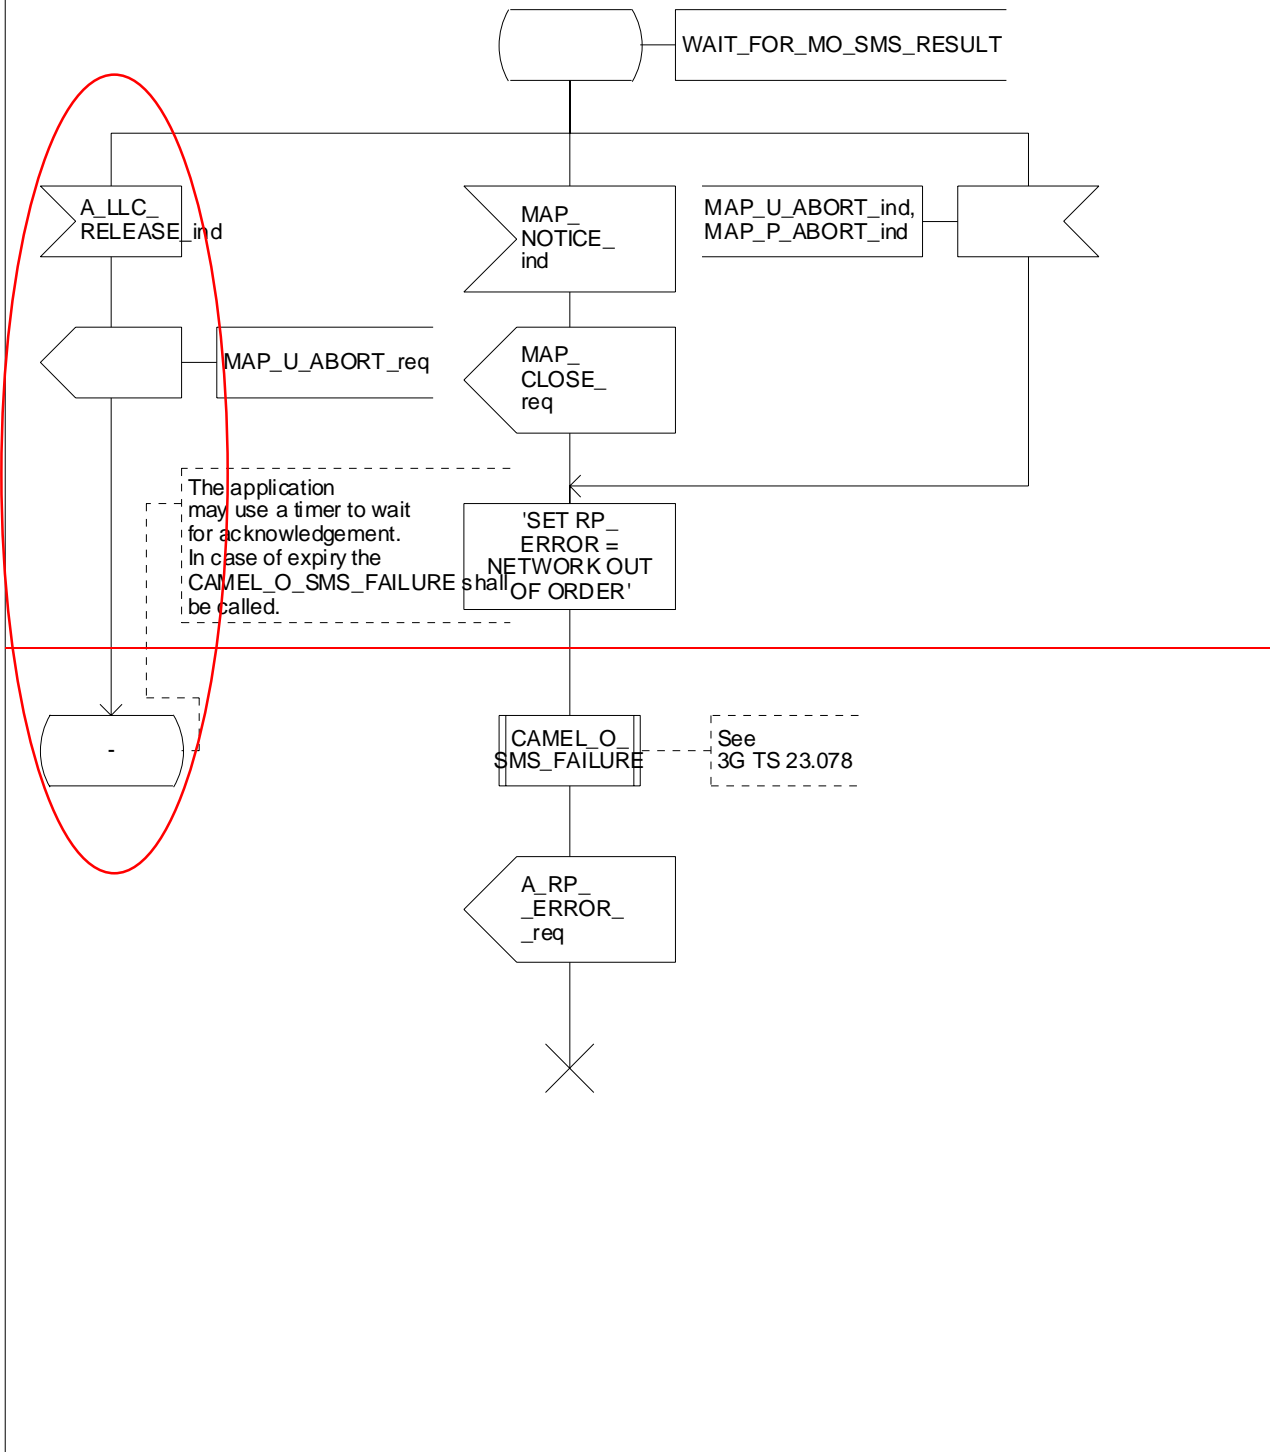 WAIT_FOR_MO_SMS_RESULT
A_LLC_
RELEASE_ind
MAP_
NOTICE_
ind
MAP_U_ABORT_ind,
MAP_P_ABORT_ind
MAP_U_ABORT_req
MAP_
CLOSE_
req
The application
may use a timer to wait
for acknowledgement.
In case of expiry the
CAMEL_O_SMS_FAILURE shall
be called.
'SET RP_
ERROR =
NETWORK OUT
OF ORDER'
-
CAMEL_O_
SMS_FAILURE
See
3G TS 23.078
A_RP_
_ERROR_
_req